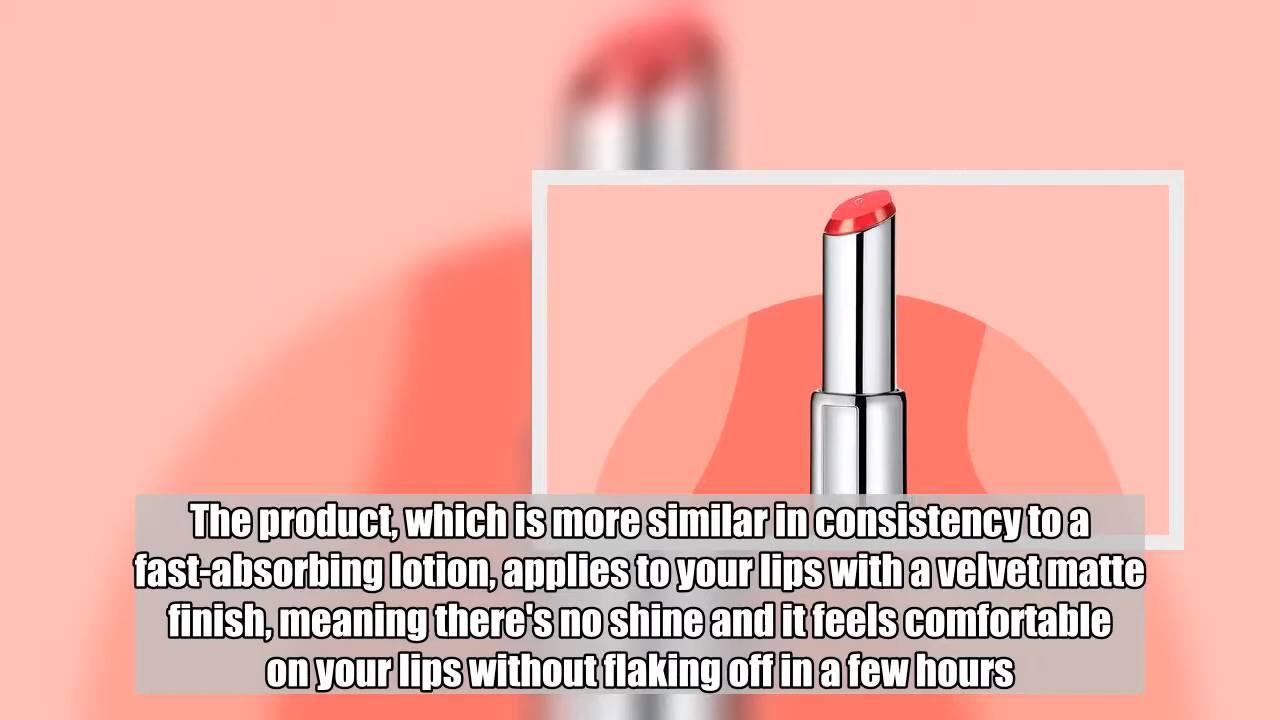 The product, which is more similar in consistency to a
fast-absorbing lotion, applies to your lips with a velvet matte
finish, meaning there's no shine and it feels comfortable
on your lips without flaking off in a few hours